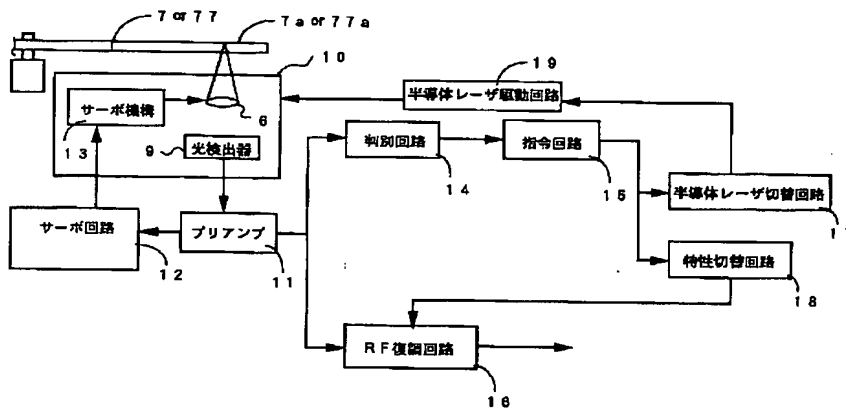 7 or 77
7a or 77a
10
19
半導体レーザ駆動回路
サーボ機構
6
13
9
光検出器
判別回路
指令回路
14
15
半導体レーザ切替回路
サーボ回路
プリアンプ
12
11
特性切替回路
18
RF復調回路
16